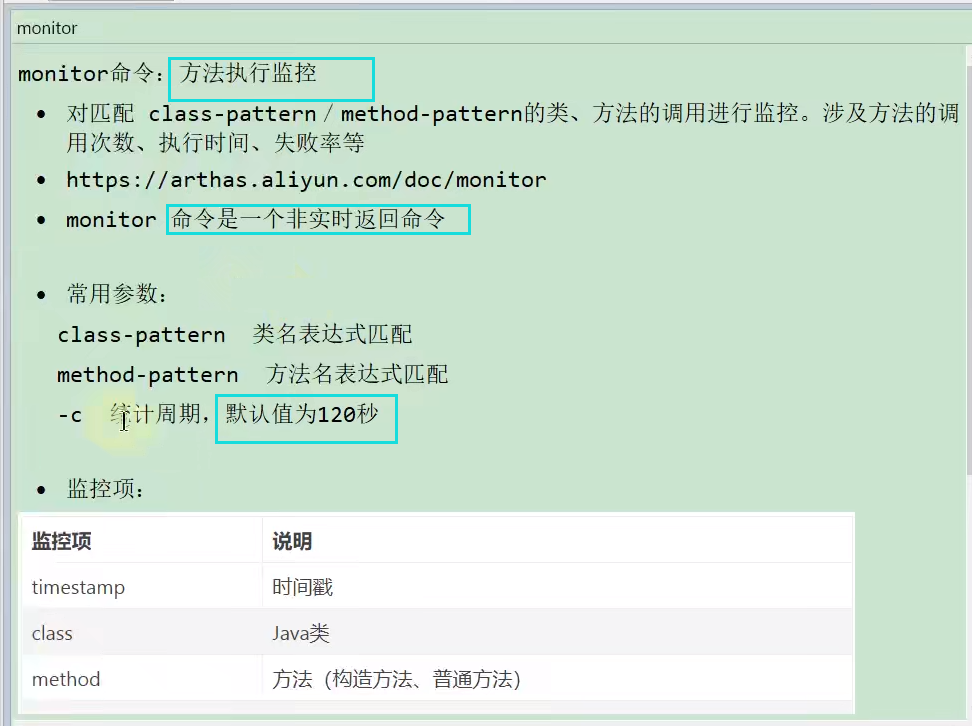 monitor
monitor命令：方法执行监控
• 对匹配 class-pattern／method-pattern的类、方法的调用进行监控。涉及方法的调
用次数、执行时间、失败率等
• https://arthas.aliyun.com/doc/monitor
• monitor 命令是一个非实时返回命令
• 常用参数：
class-pattern 类名表达式匹配
method-pattern 方法名表达式匹配
-c 统计周期，默认值为120秒
• 监控项：
监控项 说明
timestamp 时间戳
class Java类
method 方法（构造方法、普通方法）